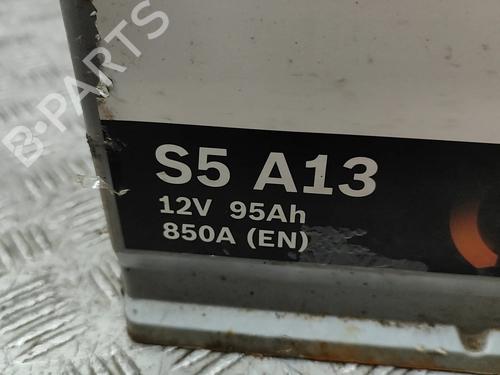 B-PARTS
S5 A13
12V 95Ah
850A (EN)